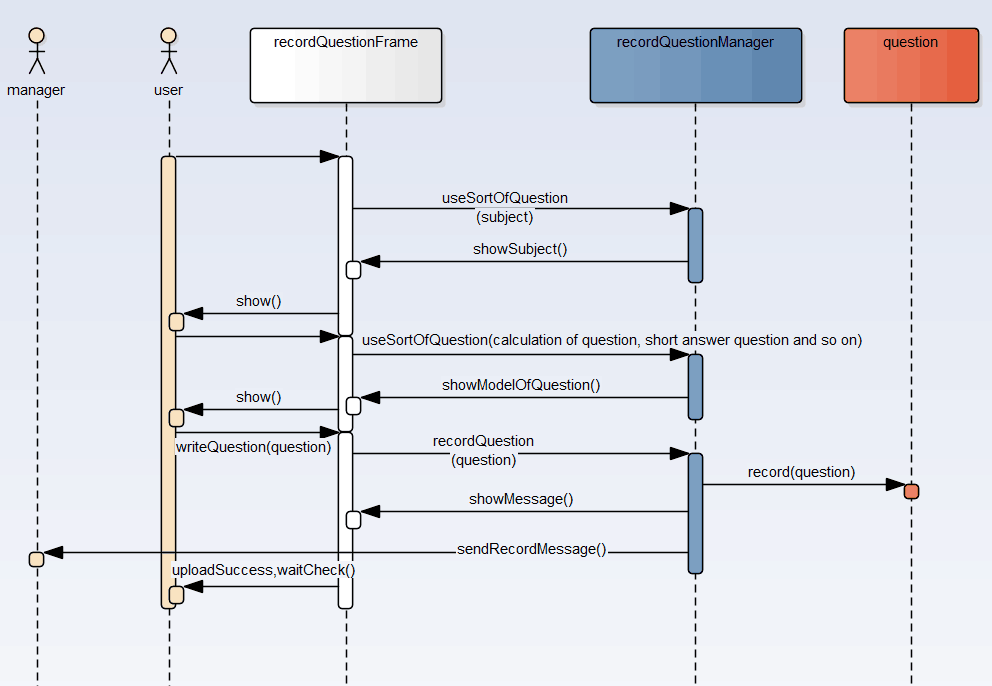 manager
user
recordQuestionFrame
recordQuestionManager
question
useSortOfQuestion
(subject)
showSubject()
show()
useSortOfQuestion(calculation of question, short answer question and so on)
showModelOfQuestion()
show()
writeQuestion(question)
recordQuestion
(question)
record(question)
showMessage()
sendRecordMessage()
uploadSuccess,waitCheck()